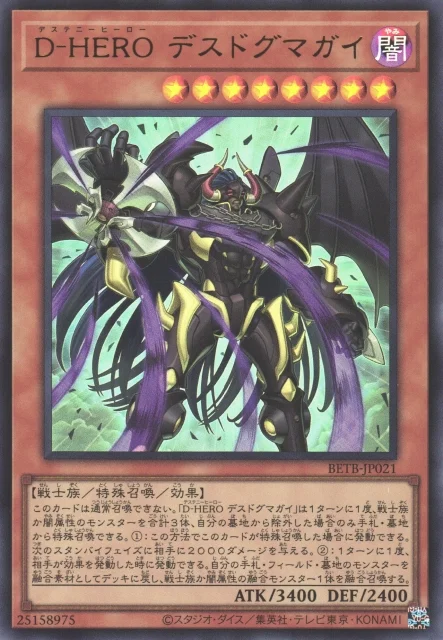 デステニーヒーロー
D-HERO デスドグマガイ
やみ
闇
BETB-JP021
【戦士族／特殊召喚／効果】
このカードは通常召喚できない。「D-HERO デスドグマガイ」は1ターンに1度、戦士族
か闇属性のモンスターを合計3体、自分の墓地から除外した場合のみ手札・墓地
から特殊召喚できる。①：この方法でこのカードが特殊召喚した場合に発動できる。
次のスタンバイフェイズに相手に2000ダメージを与える。②：1ターンに1度、
相手が効果を発動した時に発動できる。自分の手札・フィールド・墓地のモンスターを
融合素材としてデッキに戻し、戦士族か闇属性の融合モンスター1体を融合召喚する。
ATK/3400 DEF/2400
25158975
©スタジオ・ダイス／集英社・テレビ東京・KONAMI